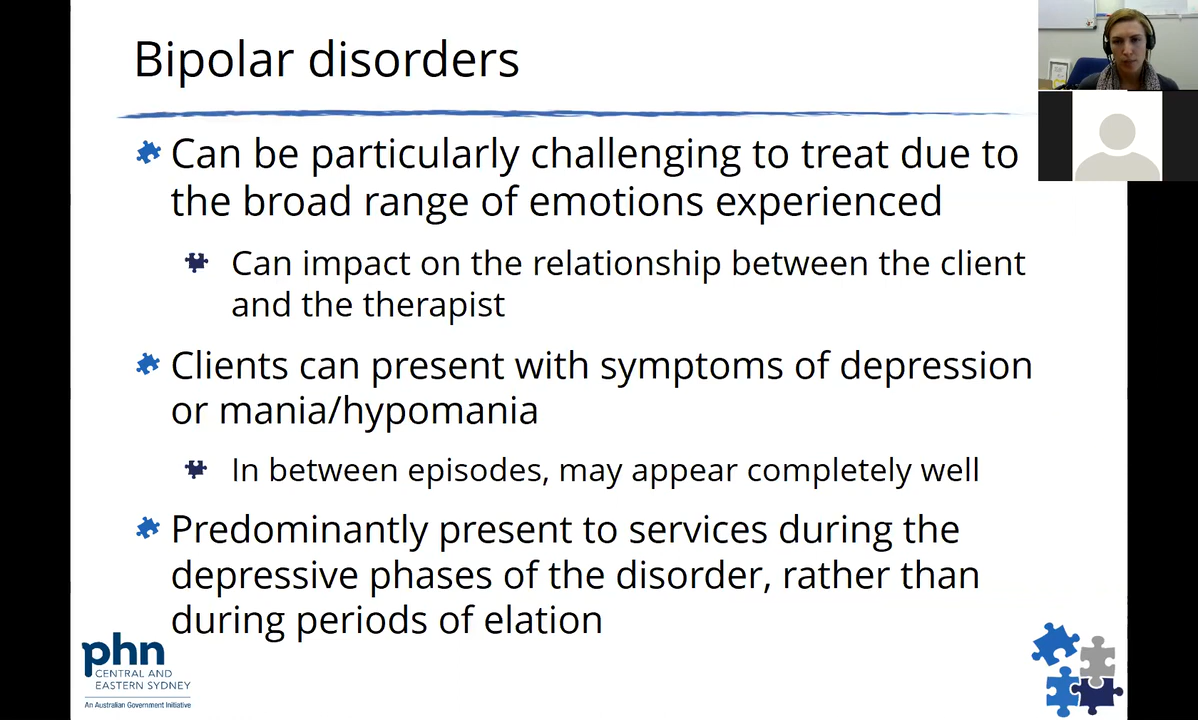 Bipolar disorders
Can be particularly challenging to treat due to
the broad range of emotions experienced
Can impact on the relationship between the client
and the therapist
Clients can present with symptoms of depression
or mania/hypomania
In between episodes, may appear completely well
Predominantly present to services during the
depressive phases of the disorder, rather than
during periods of elation
phn
CENTRAL AND
EASTERN SYDNEY
An Australian Government Initiative